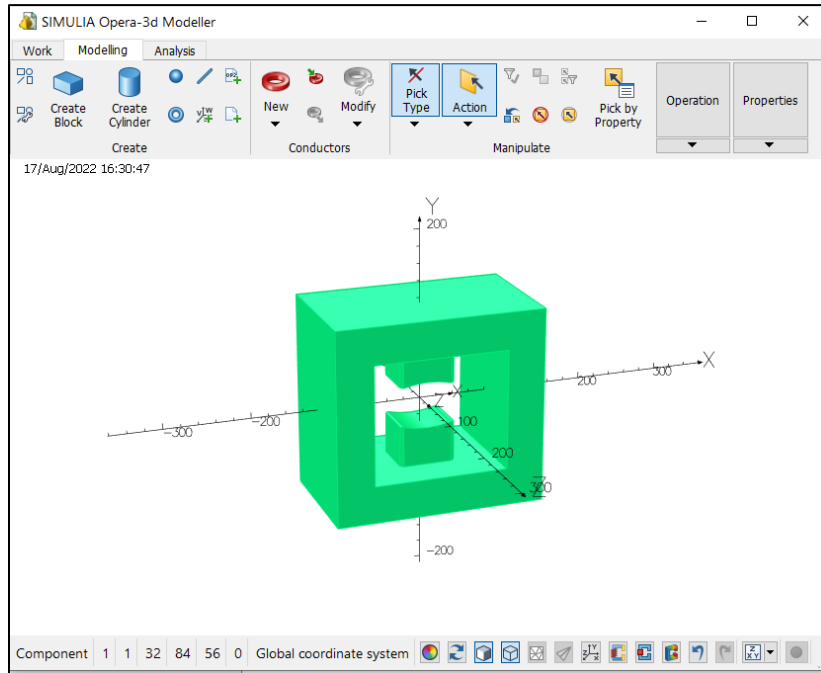 SIMULIA Opera-3d Modeller
Work Modelling Analysis
Create Block
Create Cylinder
OP2
New
Modify
Pick Type
Action
Pick by Property
Operation
Properties
Create
Conductors
Manipulate
17/Aug/2022 16:30:47
Y
200
X
300
200
X
Z
-200
100
-300
200
300
Z
-200
Component 1 1 32 84 56 0 Global coordinate system